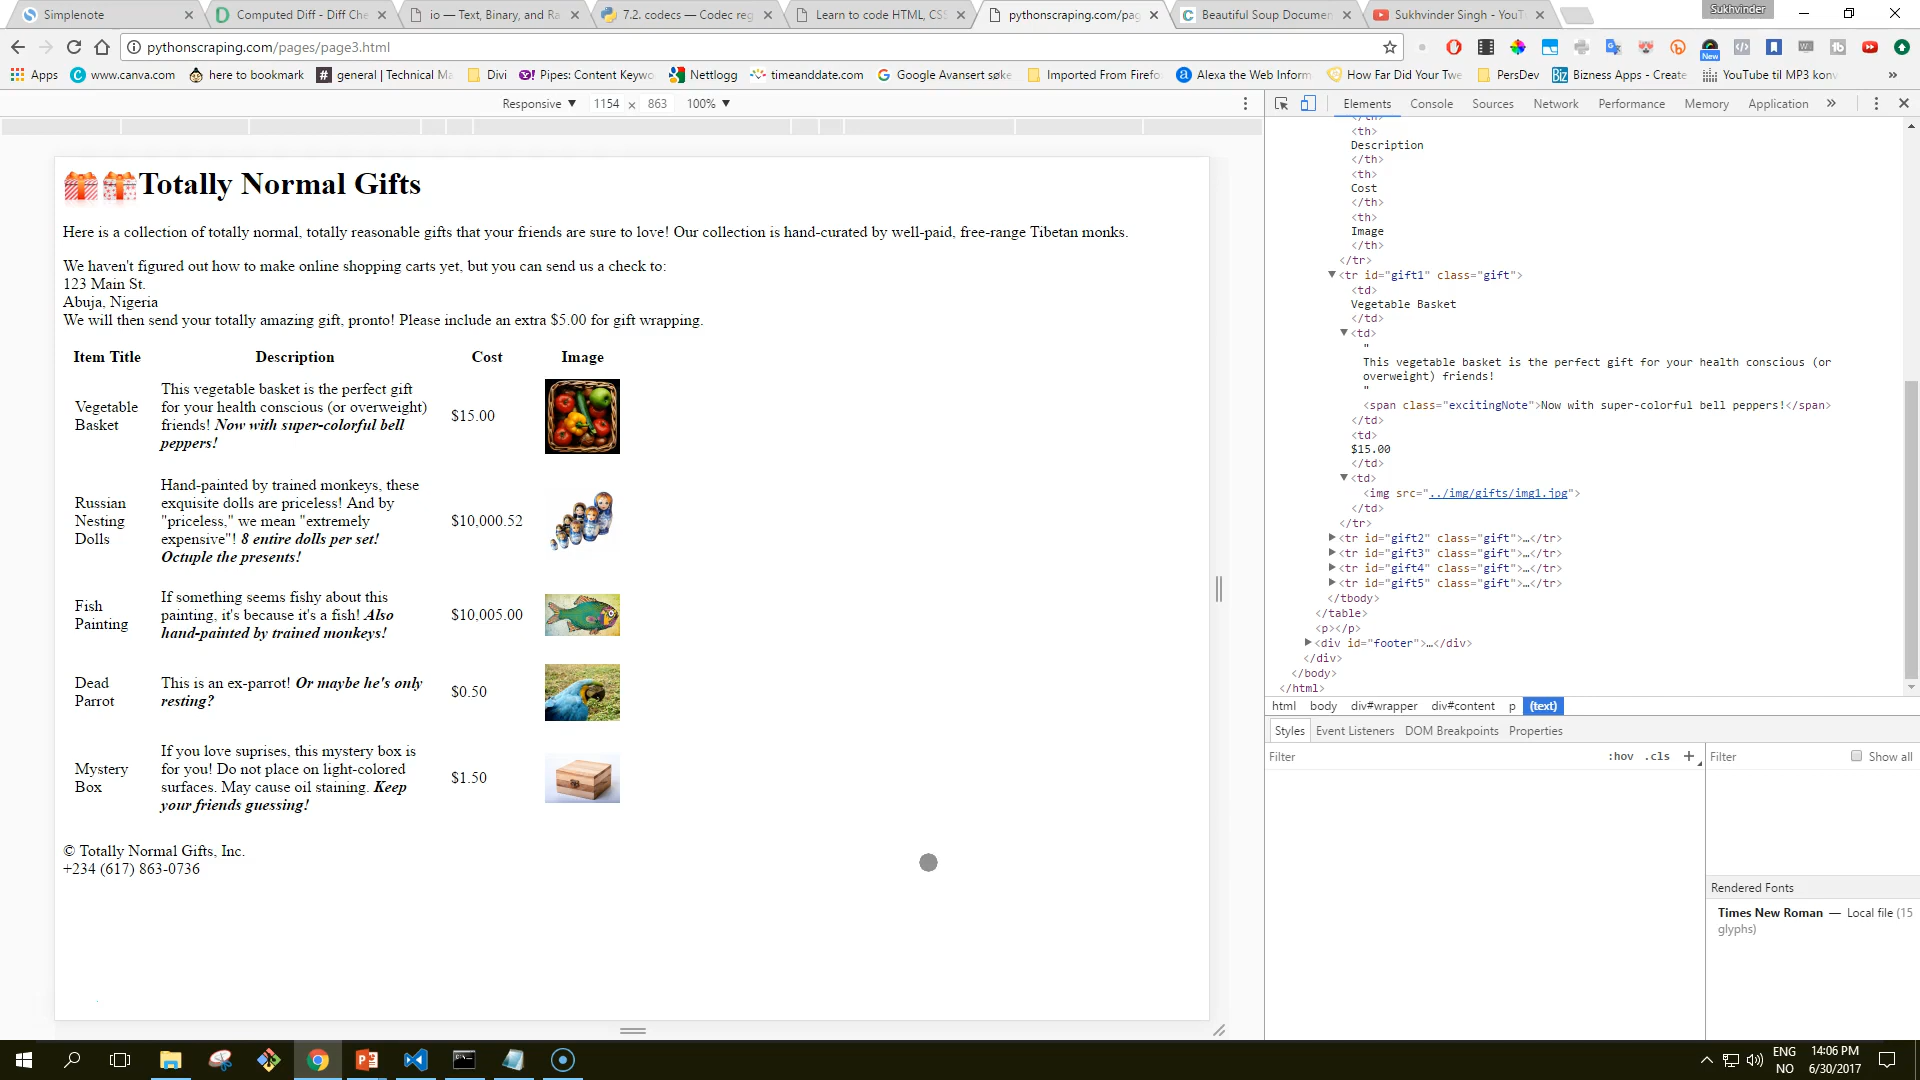 Simplenote
Computed Diff - Diff Che
io — Text, Binary, and Ra
7.2. codecs — Codec reg
Learn to code HTML, CSS
pythonscraping.com/pag
Beautiful Soup Documen
Sukhvinder Singh - YouT
Sukhvinder
pythonscraping.com/pages/page3.html
New
Apps
www.canva.com
here to bookmark
general | Technical Ma
Divi
Pipes: Content Keywo
Nettlogg
timeanddate.com
Google Avansert søke
Imported From Firefo
Alexa the Web Inform
How Far Did Your Twe
PersDev
Bizness Apps - Create
YouTube til MP3 konv
»
Responsive ▼ 1154 x 863 100% ▼
Elements Console Sources Network Performance Memory Application »
Totally Normal Gifts
Here is a collection of totally normal, totally reasonable gifts that your friends are sure to love! Our collection is hand-curated by well-paid, free-range Tibetan monks.
We haven't figured out how to make online shopping carts yet, but you can send us a check to:
123 Main St.
Abuja, Nigeria
We will then send your totally amazing gift, pronto! Please include an extra $5.00 for gift wrapping.
Item Title Description Cost Image
Vegetable
Basket
This vegetable basket is the perfect gift
for your health conscious (or overweight)
friends! Now with super-colorful bell
peppers!
$15.00
Russian
Nesting
Dolls
Hand-painted by trained monkeys, these
exquisite dolls are priceless! And by
"priceless," we mean "extremely
expensive"! 8 entire dolls per set!
Octuple the presents!
$10,000.52
Fish
Painting
If something seems fishy about this
painting, it's because it's a fish! Also
hand-painted by trained monkeys!
$10,005.00
Dead
Parrot
This is an ex-parrot! Or maybe he's only
resting?
$0.50
Mystery
Box
If you love suprises, this mystery box is
for you! Do not place on light-colored
surfaces. May cause oil staining. Keep
your friends guessing!
$1.50
© Totally Normal Gifts, Inc.
+234 (617) 863-0736
</th>
<th>
Description
</th>
<th>
Cost
</th>
<th>
Image
</th>
</tr>
▼<tr id="gift1" class="gift">
<td>
Vegetable Basket
</td>
▼<td>
"
This vegetable basket is the perfect gift for your health conscious (or
overweight) friends!
"
<span class="excitingNote">Now with super-colorful bell peppers!</span>
</td>
<td>
$15.00
</td>
▼<td>
<img src="../img/gifts/img1.jpg">
</td>
</tr>
▶<tr id="gift2" class="gift">…</tr>
▶<tr id="gift3" class="gift">…</tr>
▶<tr id="gift4" class="gift">…</tr>
▶<tr id="gift5" class="gift">…</tr>
</tbody>
</table>
<p></p>
▶<div id="footer">…</div>
</div>
</body>
</html>
html body div#wrapper div#content p (text)
Styles Event Listeners DOM Breakpoints Properties
Filter :hov .cls +
Filter Show all
Rendered Fonts
Times New Roman — Local file (15
glyphs)
ENG
NO
14:06 PM
6/30/2017